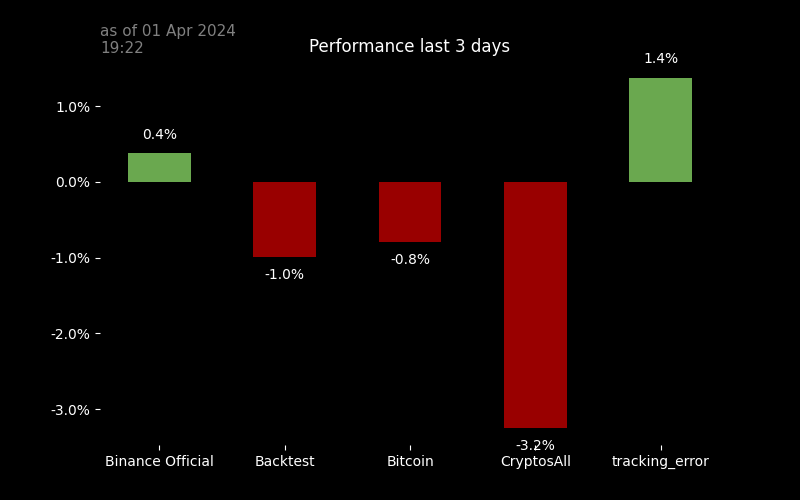 as of 01 Apr 2024
19:22
Performance last 3 days
1.4%
1.0%
0.4%
0.0%
-1.0%
-1.0%
-0.8%
-2.0%
-3.0%
-3.2%
Binance Official
Backtest
Bitcoin
CryptosAll
tracking_error